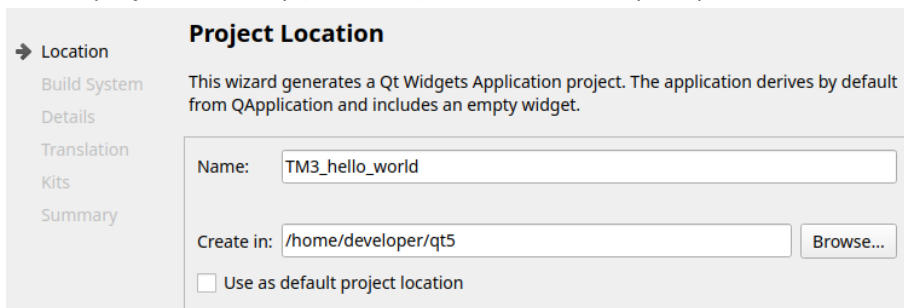 Location
Build System
Details
Translation
Kits
Summary
Project Location
This wizard generates a Qt Widgets Application project. The application derives by default
from QApplication and includes an empty widget.
Name: TM3_hello_world
Create in: /home/developer/qt5 Browse...
Use as default project location